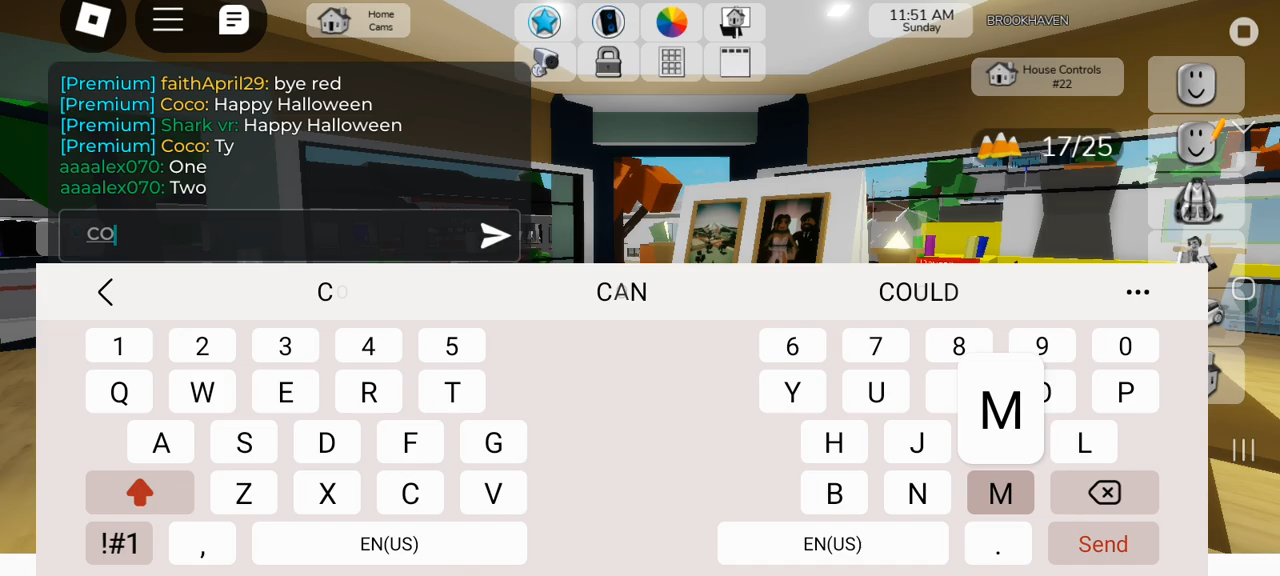 Home
Cams
11:51 AM
Sunday
BROOKHAVEN
House Controls
#22
17/25
[Premium] faithApril29: bye red
[Premium] Coco: Happy Halloween
[Premium] Shark vr: Happy Halloween
[Premium] Coco: Ty
aaaalex070: One
aaaalex070: Two
CO
C CAN COULD
1 2 3 4 5 6 7 8 9 0
Q W E R T Y U P
M
A S D F G H J L
Z X C V B N M
!#1 , EN(US) EN(US) . Send